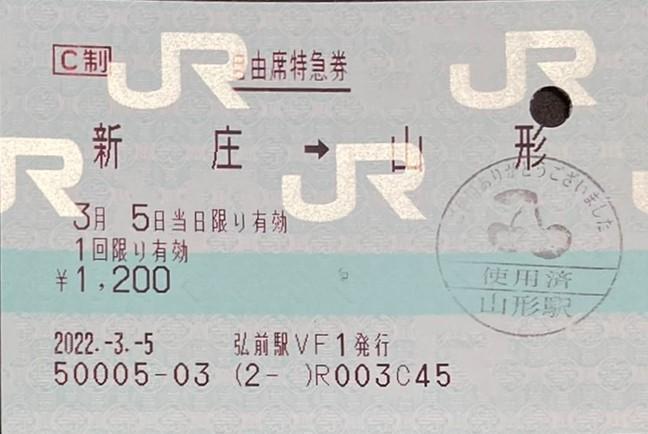 C制 自由席特急券
新庄 → 山形
3月 5日当日限り有効
1回限り有効
¥1,200
2022.-3.-5 弘前駅VF1発行
50005-03 (2- )R003C45
JR
JR
JR
JR
ありがとうございました
使用済
山形駅